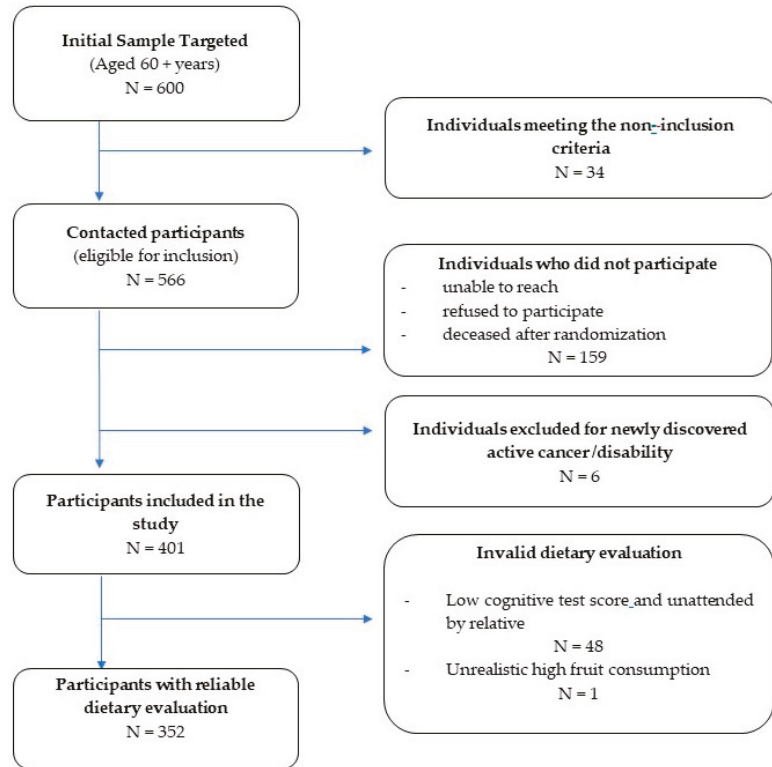 Initial Sample Targeted
(Aged 60 + years)
N = 600
Individuals meeting the non--inclusion
criteria
N = 34
Contacted participants
(eligible for inclusion)
N = 566
Individuals who did not participate
- unable to reach
- refused to participate
- deceased after randomization
N = 159
Individuals excluded for newly discovered
active cancer/disability
N = 6
Participants included in the
study
N = 401
Invalid dietary evaluation
- Low cognitive test score and unattended
by relative
N = 48
- Unrealistic high fruit consumption
N = 1
Participants with reliable
dietary evaluation
N = 352